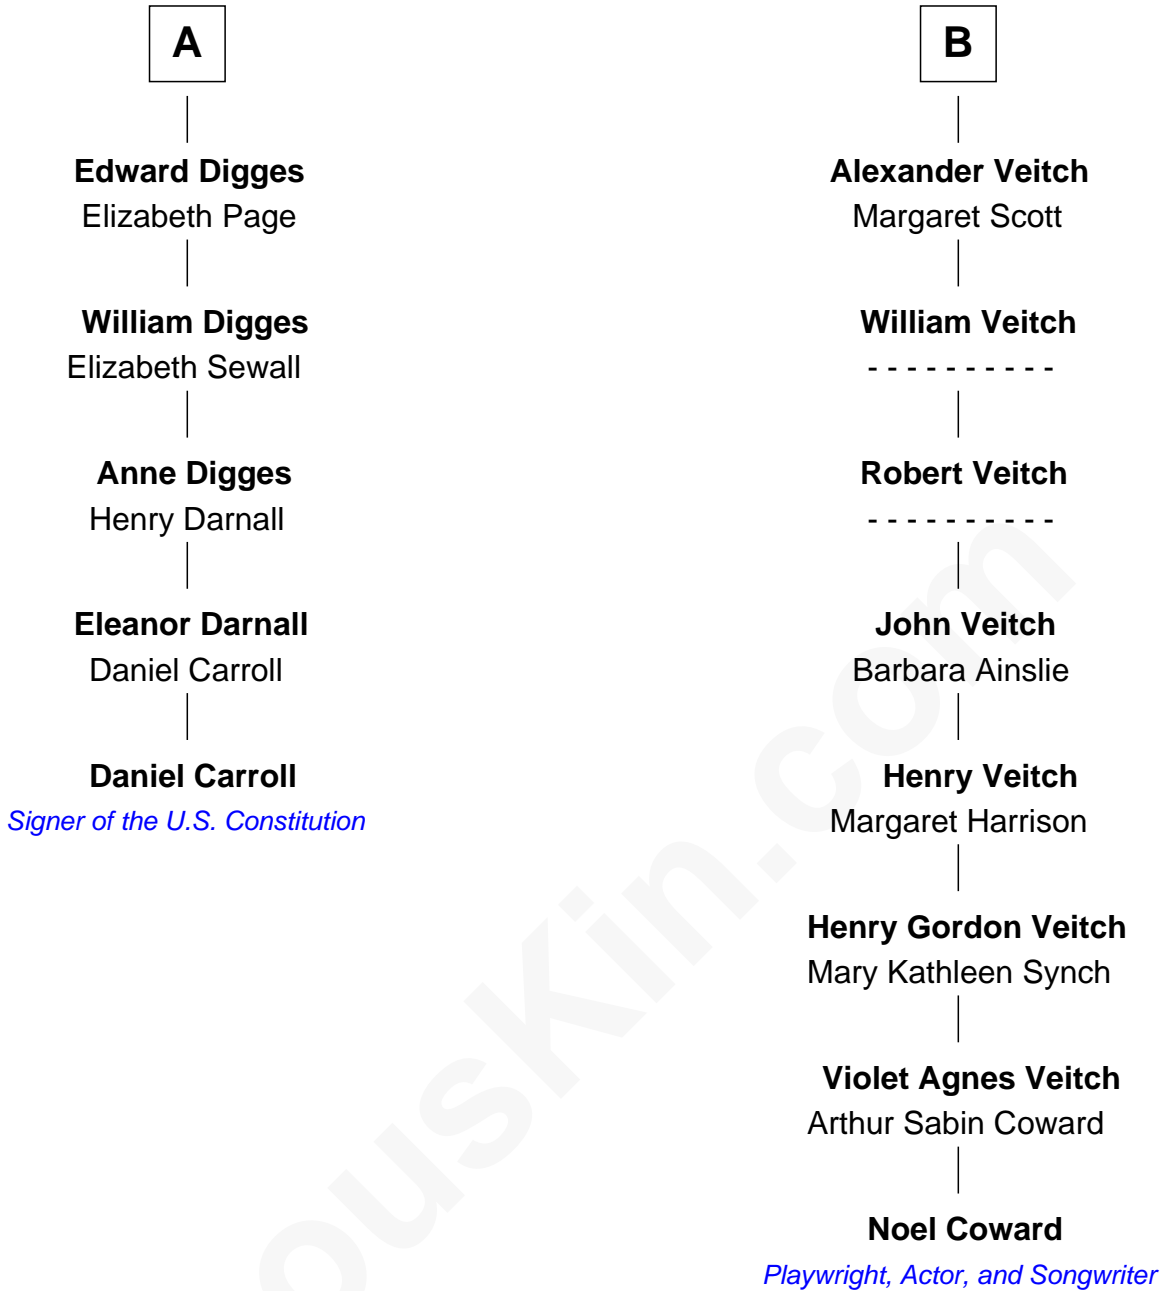 A
Edward Digges
Elizabeth Page
William Digges
Elizabeth Sewall
Anne Digges
Henry Darnall
Eleanor Darnall
Daniel Carroll
Daniel Carroll
Signer of the U.S. Constitution
B
Alexander Veitch
Margaret Scott
William Veitch
- - - - - - - - - -
Robert Veitch
- - - - - - - - - -
John Veitch
Barbara Ainslie
Henry Veitch
Margaret Harrison
Henry Gordon Veitch
Mary Kathleen Synch
Violet Agnes Veitch
Arthur Sabin Coward
Noel Coward
Playwright, Actor, and Songwriter
ousKin.com